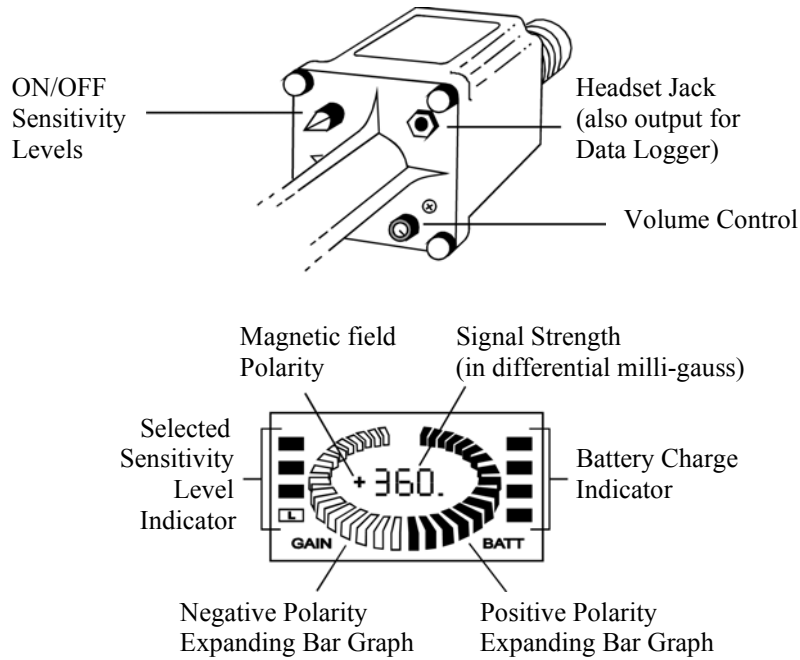 ON/OFF
Sensitivity
Levels
Headset Jack
(also output for
Data Logger)
Volume Control
Magnetic field
Polarity
Signal Strength
(in differential milli-gauss)
Selected
Sensitivity
Level
Indicator
+360.
L
GAIN
BATT
Battery Charge
Indicator
Negative Polarity
Expanding Bar Graph
Positive Polarity
Expanding Bar Graph